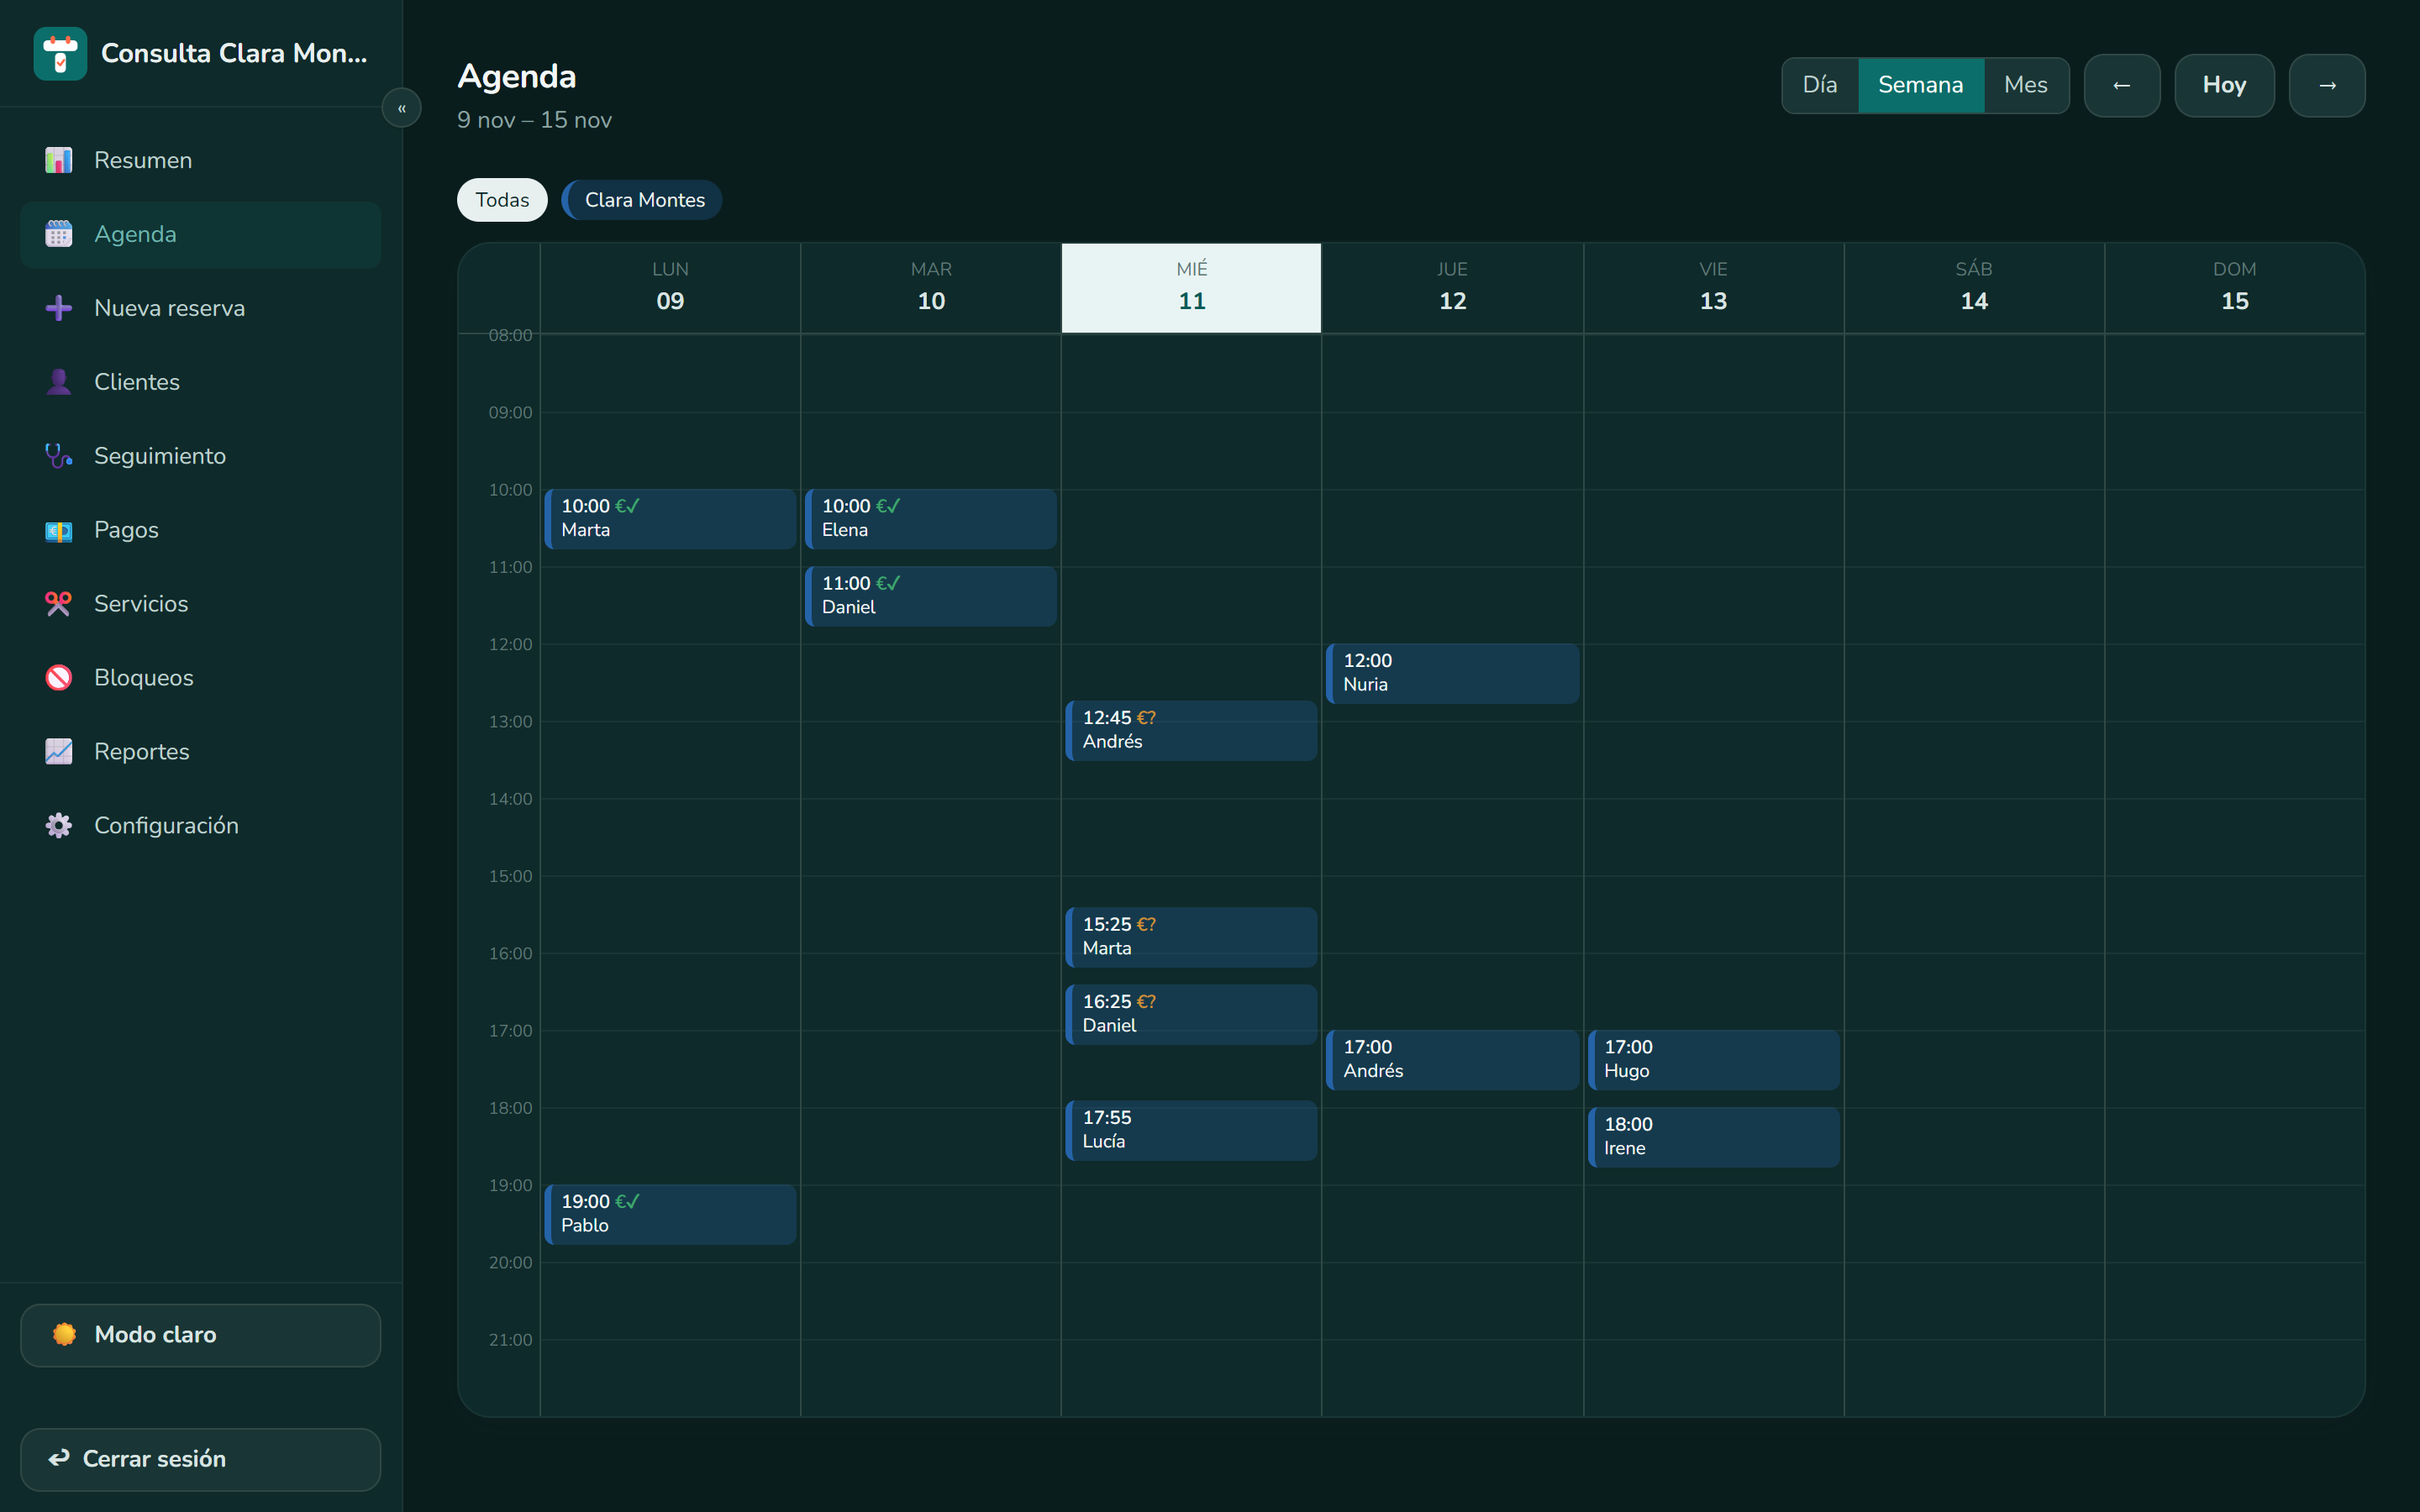 Consulta Clara Mon...
«
Resumen
Agenda
Nueva reserva
Clientes
Seguimiento
Pagos
Servicios
Bloqueos
Reportes
Configuración
Modo claro
Cerrar sesión
Agenda
9 nov – 15 nov
Día Semana Mes ← Hoy →
Todas Clara Montes
LUN MAR MIÉ JUE VIE SÁB DOM
09 10 11 12 13 14 15
08:00
09:00
10:00
11:00
12:00
13:00
14:00
15:00
16:00
17:00
18:00
19:00
20:00
21:00
10:00 €✓
Marta
19:00 €✓
Pablo
10:00 €✓
Elena
11:00 €✓
Daniel
12:45 €?
Andrés
15:25 €?
Marta
16:25 €?
Daniel
17:55
Lucía
12:00
Nuria
17:00
Andrés
17:00
Hugo
18:00
Irene